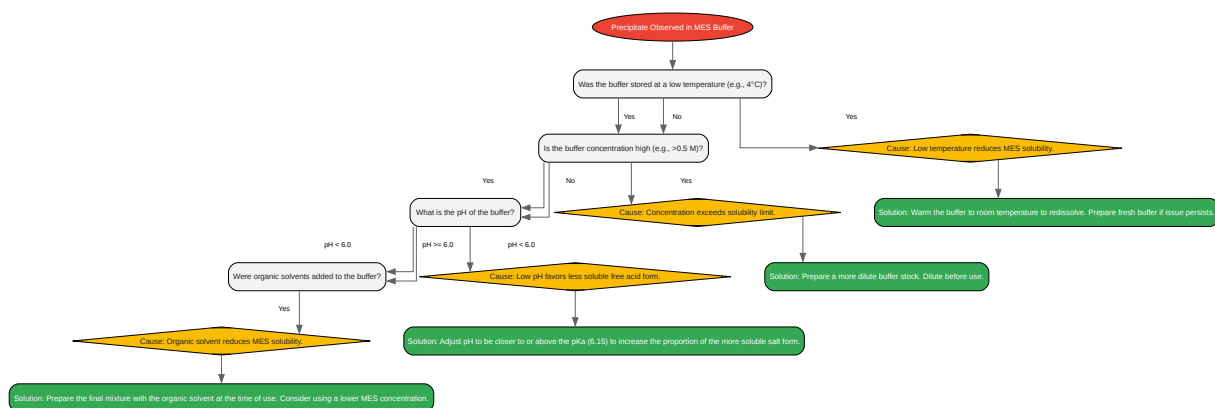 Precipitate Observed in MES Buffer
Was the buffer stored at a low temperature (e.g., 4°C)?
Yes
No
Yes
Is the buffer concentration high (e.g., >0.5 M)?
Cause: Low temperature reduces MES solubility.
Yes
No
Yes
What is the pH of the buffer?
Cause: Concentration exceeds solubility limit.
Solution: Warm the buffer to room temperature to redissolve. Prepare fresh buffer if issue persists.
pH < 6.0
pH >= 6.0
pH < 6.0
Were organic solvents added to the buffer?
Cause: Low pH favors less soluble free acid form.
Solution: Prepare a more dilute buffer stock. Dilute before use.
Yes
Cause: Organic solvent reduces MES solubility.
Solution: Adjust pH to be closer to or above the pKa (6.15) to increase the proportion of the more soluble salt form.
Solution: Prepare the final mixture with the organic solvent at the time of use. Consider using a lower MES concentration.